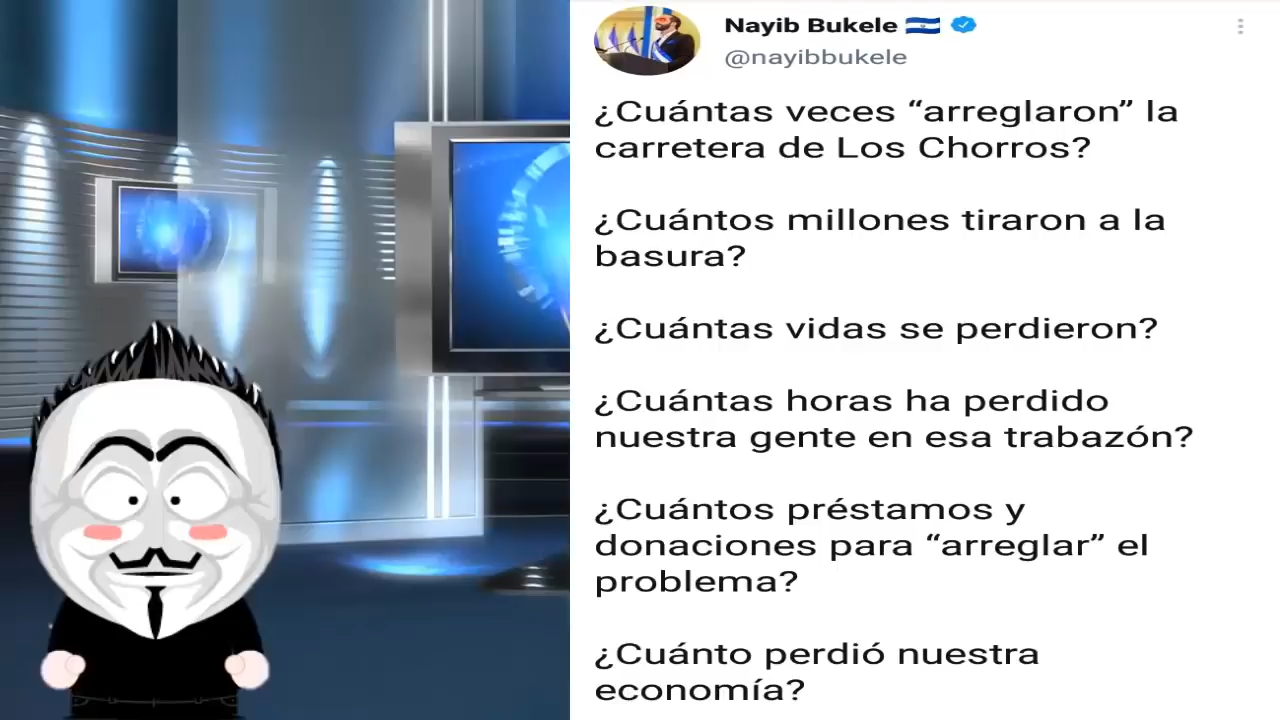 Nayib Bukele
@nayibbukele
¿Cuántas veces “arreglaron” la
carretera de Los Chorros?
¿Cuántos millones tiraron a la
basura?
¿Cuántas vidas se perdieron?
¿Cuántas horas ha perdido
nuestra gente en esa trabazón?
¿Cuántos préstamos y
donaciones para “arreglar” el
problema?
¿Cuánto perdió nuestra
economía?